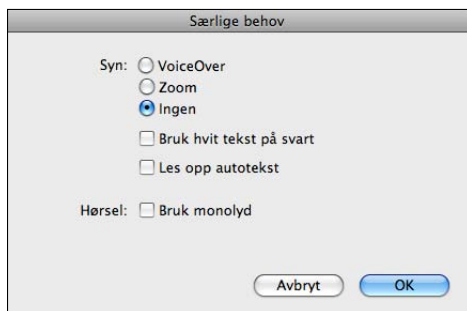 Særlige behov
Syn: VoiceOver
Zoom
Ingen
Bruk hvit tekst på svart
Les opp autotekst
Hørsel: Bruk monolyd
Avbryt OK